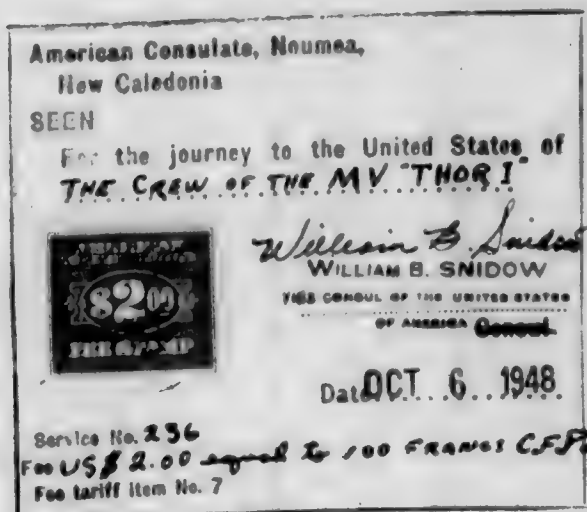 American Consulate, Noumea,
New Caledonia
SEEN
For the journey to the United States of
THE CREW OF THE MV "THOR I"
$2.00
FEE STAMP
William B. Snidow
WILLIAM B. SNIDOW
VICE CONSUL OF THE UNITED STATES
OF AMERICA Consul.
Date OCT 6 1948
Service No. 236
Fee US $ 2.00 equal to 100 FRANCS C.F.P.
Fee tariff item No. 7